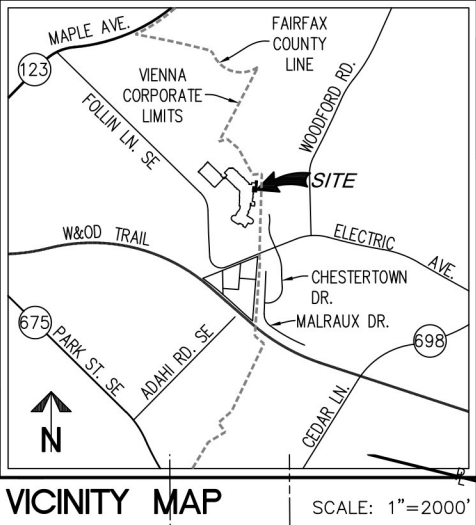 MAPLE AVE.
123
FAIRFAX
COUNTY
LINE
VIENNA
CORPORATE
LIMITS
FOLLIN LN. SE
WOODFORD RD.
SITE
W&OD TRAIL
ELECTRIC AVE.
CHESTERTOWN
DR.
MALRAUX DR.
675
PARK ST. SE
ADAHI RD. SE
698
CEDAR LN.
N
VICINITY MAP
SCALE: 1"=2000'